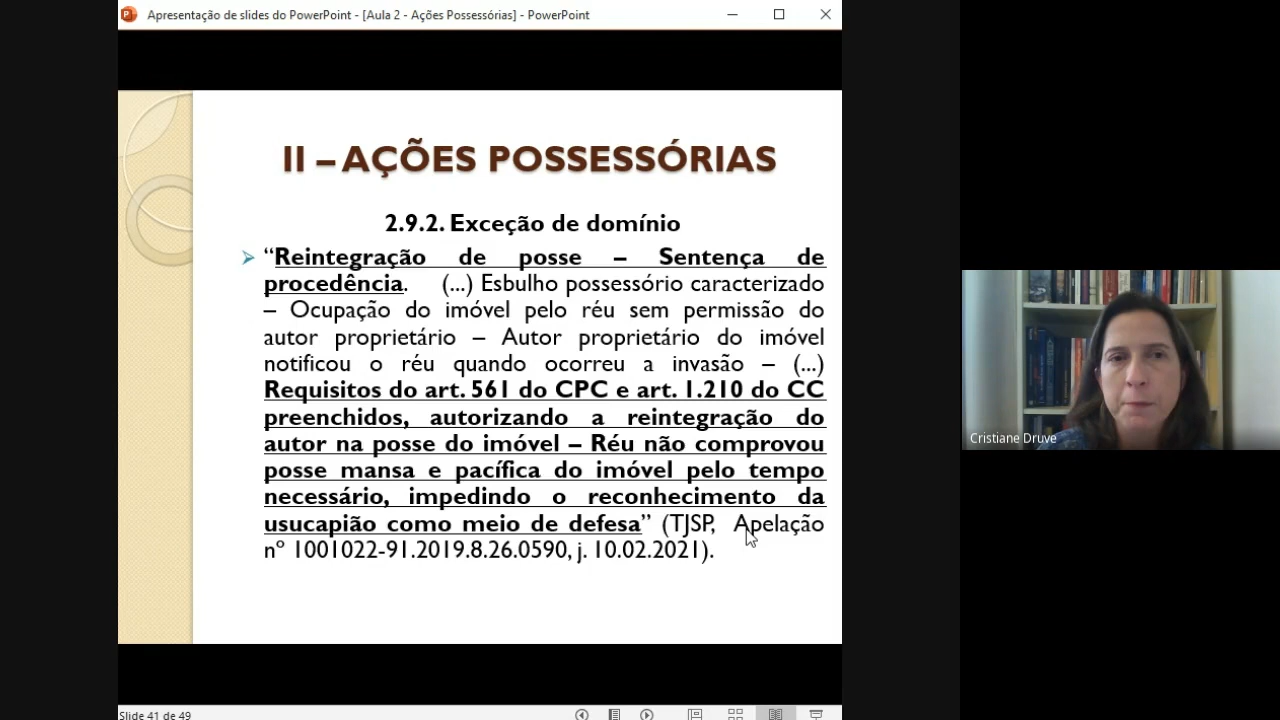 Apresentação de slides do PowerPoint - [Aula 2 - Ações Possessórias] - PowerPoint
II – AÇÕES POSSESSÓRIAS
2.9.2. Exceção de domínio
“Reintegração de posse – Sentença de
procedência. (...) Esbulho possessório caracterizado
– Ocupação do imóvel pelo réu sem permissão do
autor proprietário – Autor proprietário do imóvel
notificou o réu quando ocorreu a invasão – (...)
Requisitos do art. 561 do CPC e art. 1.210 do CC
preenchidos, autorizando a reintegração do
autor na posse do imóvel – Réu não comprovou
posse mansa e pacífica do imóvel pelo tempo
necessário, impedindo o reconhecimento da
usucapião como meio de defesa” (TJSP, Apelação
nº 1001022-91.2019.8.26.0590, j. 10.02.2021).
Cristiane Druve
Slide 41 de 49